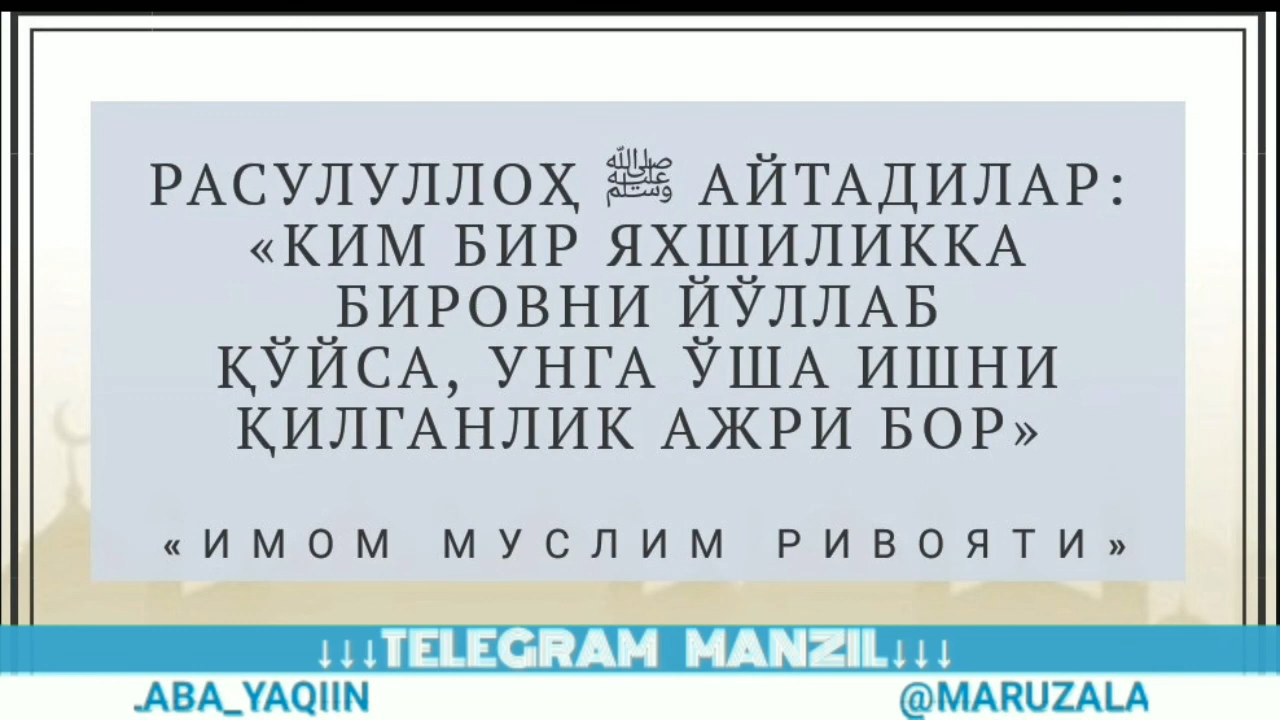 РАСУЛУЛЛОҲ ﷺ АЙТАДИЛАР:
«КИМ БИР ЯХШИЛИККА
БИРОВНИ ЙЎЛЛАБ
ҚЎЙСА, УНГА ЎША ИШНИ
ҚИЛГАНЛИК АЖРИ БОР»
«ИМОМ МУСЛИМ РИВОЯТИ»
↓↓↓TELEGRAM MANZIL↓↓↓
.ABA_YAQIIN @MARUZALA